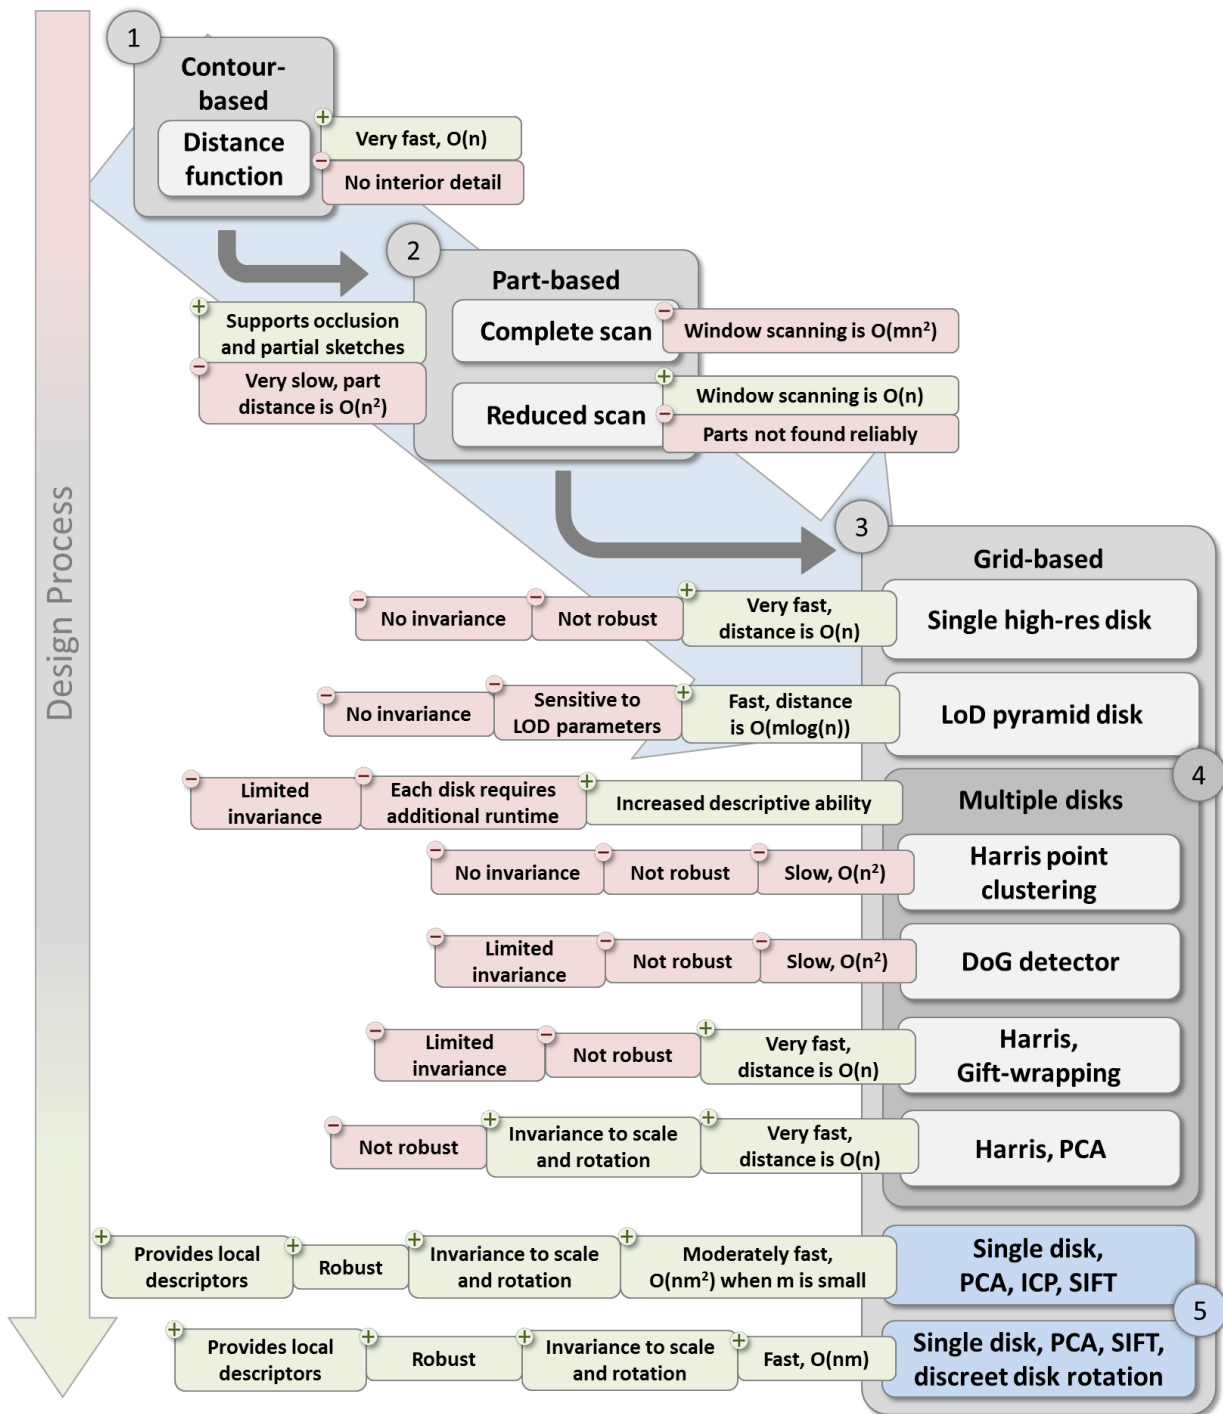 Design Process
1
Contour-
based
Distance
function
+
Very fast, O(n)
−
No interior detail
2
Part-based
+
Supports occlusion
and partial sketches
−
Very slow, part
distance is O(n²)
Complete scan
−
Window scanning is O(mn²)
Reduced scan
+
Window scanning is O(n)
−
Parts not found reliably
3
Grid-based
−
No invariance
−
Not robust
+
Very fast,
distance is O(n)
Single high-res disk
−
No invariance
−
Sensitive to
LOD parameters
+
Fast, distance
is O(mlog(n))
LoD pyramid disk
4
−
Limited
invariance
−
Each disk requires
additional runtime
+
Increased descriptive ability
Multiple disks
−
No invariance
−
Not robust
−
Slow, O(n²)
Harris point
clustering
−
Limited
invariance
−
Not robust
−
Slow, O(n²)
DoG detector
−
Limited
invariance
−
Not robust
+
Very fast,
distance is O(n)
Harris,
Gift-wrapping
−
Not robust
+
Invariance to scale
and rotation
+
Very fast,
distance is O(n)
Harris, PCA
+
Provides local
descriptors
+
Robust
+
Invariance to scale
and rotation
+
Moderately fast,
O(nm²) when m is small
Single disk,
PCA, ICP, SIFT
5
+
Provides local
descriptors
+
Robust
+
Invariance to scale
and rotation
+
Fast, O(nm)
Single disk, PCA, SIFT,
discreet disk rotation